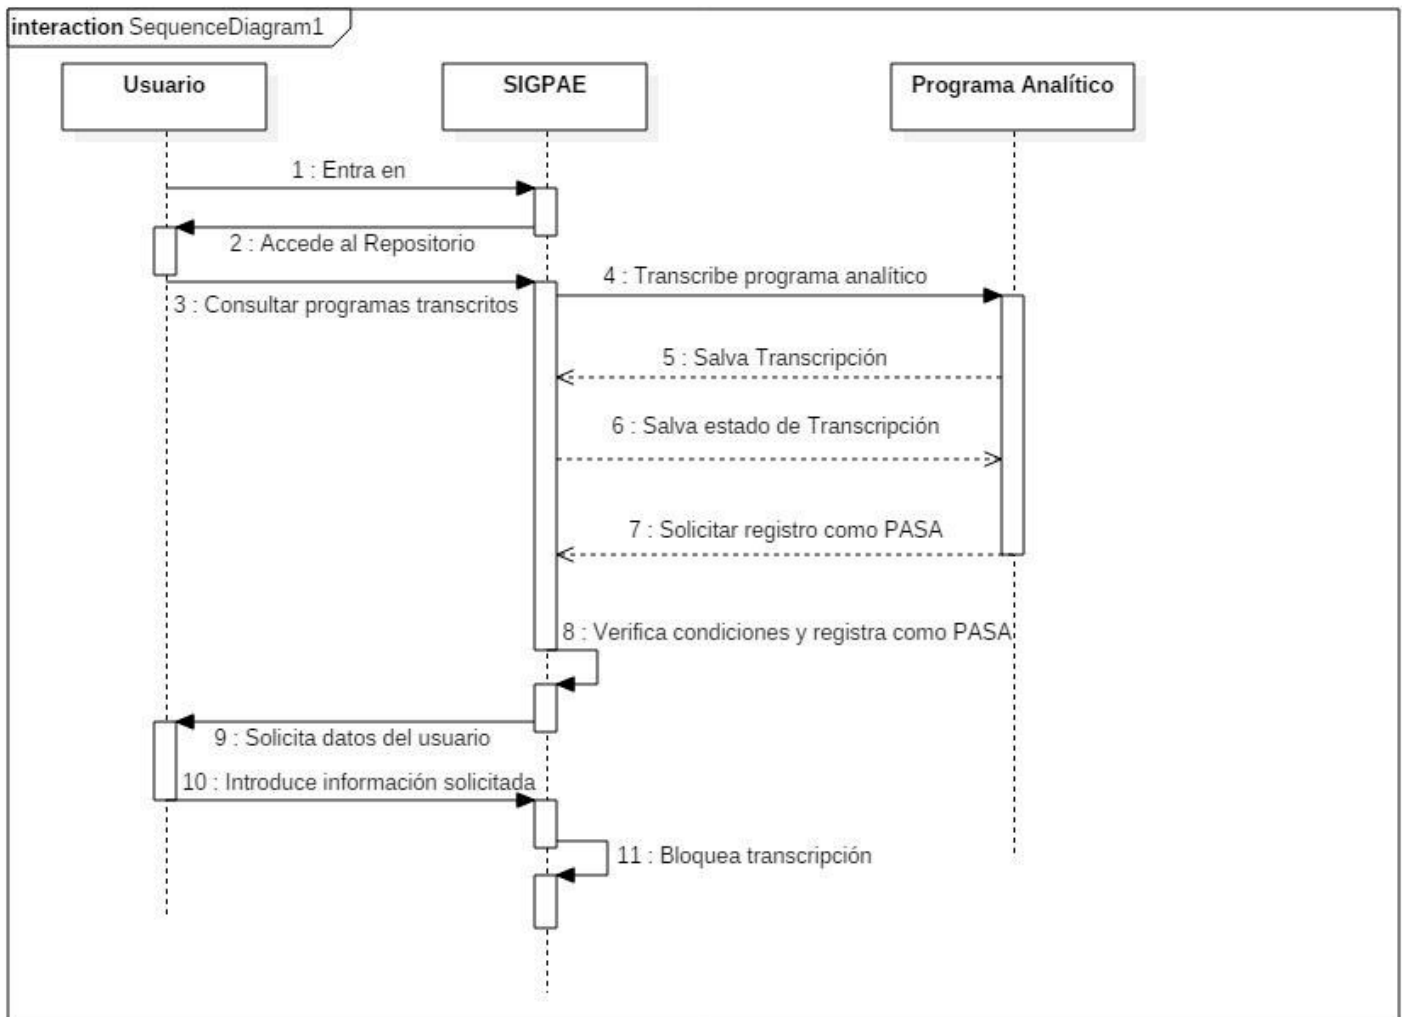 interaction SequenceDiagram1
Usuario
SIGPAE
Programa Analítico
1 : Entra en
2 : Accede al Repositorio
3 : Consultar programas transcritos
4 : Transcribe programa analítico
5 : Salva Transcripción
6 : Salva estado de Transcripción
7 : Solicitar registro como PASA
8 : Verifica condiciones y registra como PASA
9 : Solicita datos del usuario
10 : Introduce información solicitada
11 : Bloquea transcripción